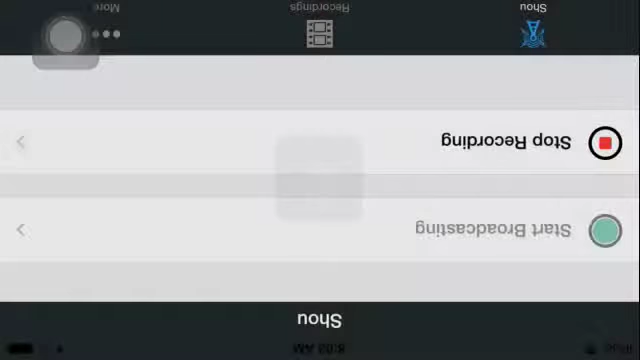 Shou
Start Broadcasting
Stop Recording
Shou
Recordings
More